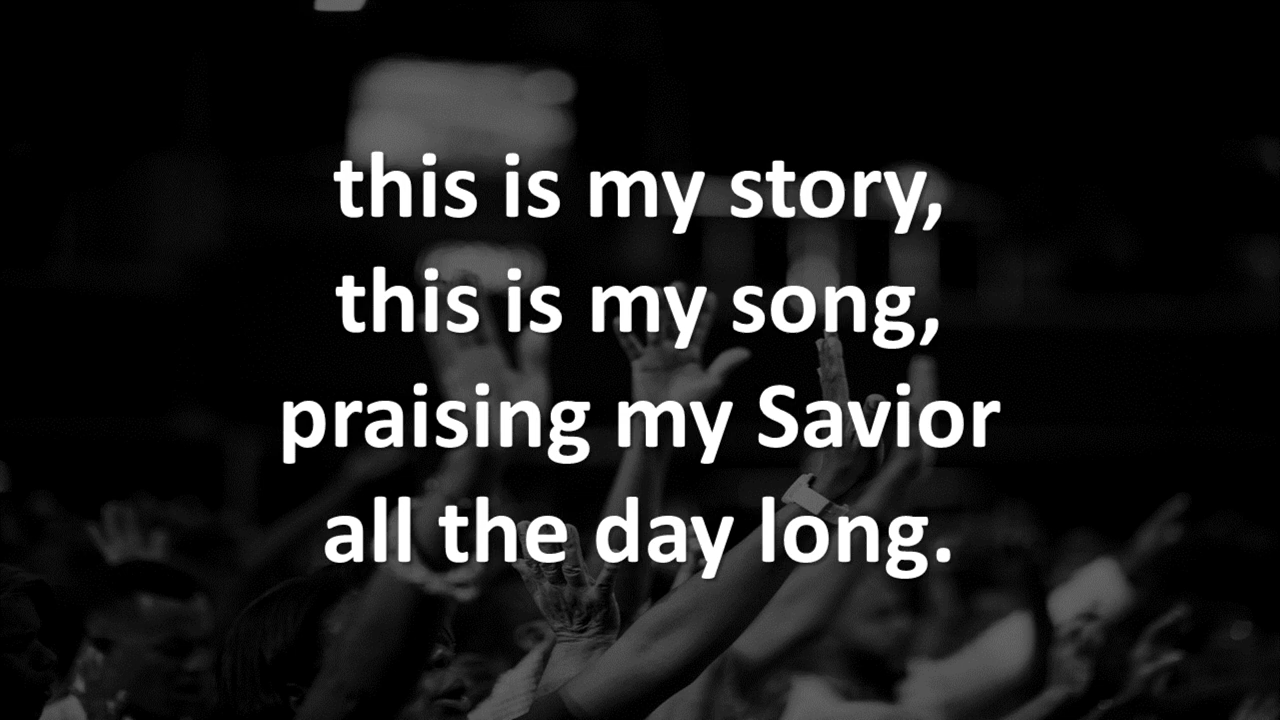 this is my story,
this is my song,
praising my Savior
all the day long.